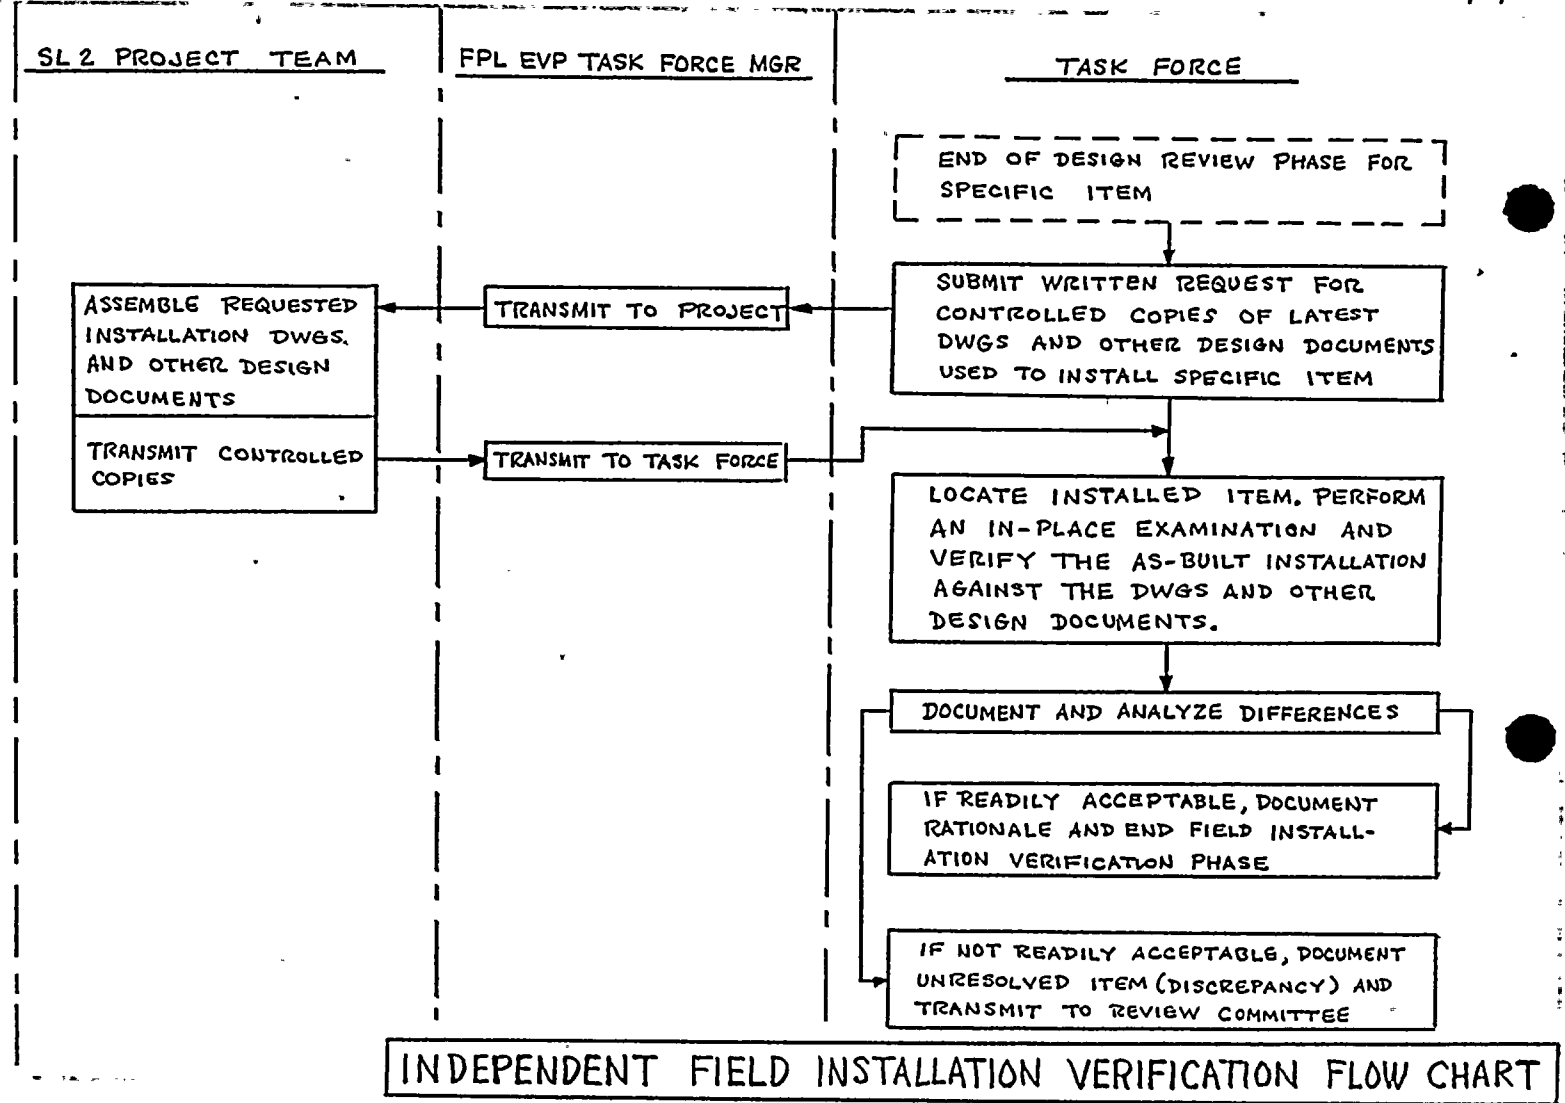 SL 2 PROJECT TEAM
FPL EVP TASK FORCE MGR
TASK FORCE
END OF DESIGN REVIEW PHASE FOR
SPECIFIC ITEM
SUBMIT WRITTEN REQUEST FOR
CONTROLLED COPIES OF LATEST
DWGS AND OTHER DESIGN DOCUMENTS
USED TO INSTALL SPECIFIC ITEM
TRANSMIT TO PROJECT
ASSEMBLE REQUESTED
INSTALLATION DWGS.
AND OTHER DESIGN
DOCUMENTS
TRANSMIT CONTROLLED
COPIES
TRANSMIT TO TASK FORCE
LOCATE INSTALLED ITEM. PERFORM
AN IN-PLACE EXAMINATION AND
VERIFY THE AS-BUILT INSTALLATION
AGAINST THE DWGS AND OTHER
DESIGN DOCUMENTS.
DOCUMENT AND ANALYZE DIFFERENCES
IF READILY ACCEPTABLE, DOCUMENT
RATIONALE AND END FIELD INSTALL-
ATION VERIFICATION PHASE
IF NOT READILY ACCEPTABLE, DOCUMENT
UNRESOLVED ITEM (DISCREPANCY) AND
TRANSMIT TO REVIEW COMMITTEE
INDEPENDENT FIELD INSTALLATION VERIFICATION FLOW CHART